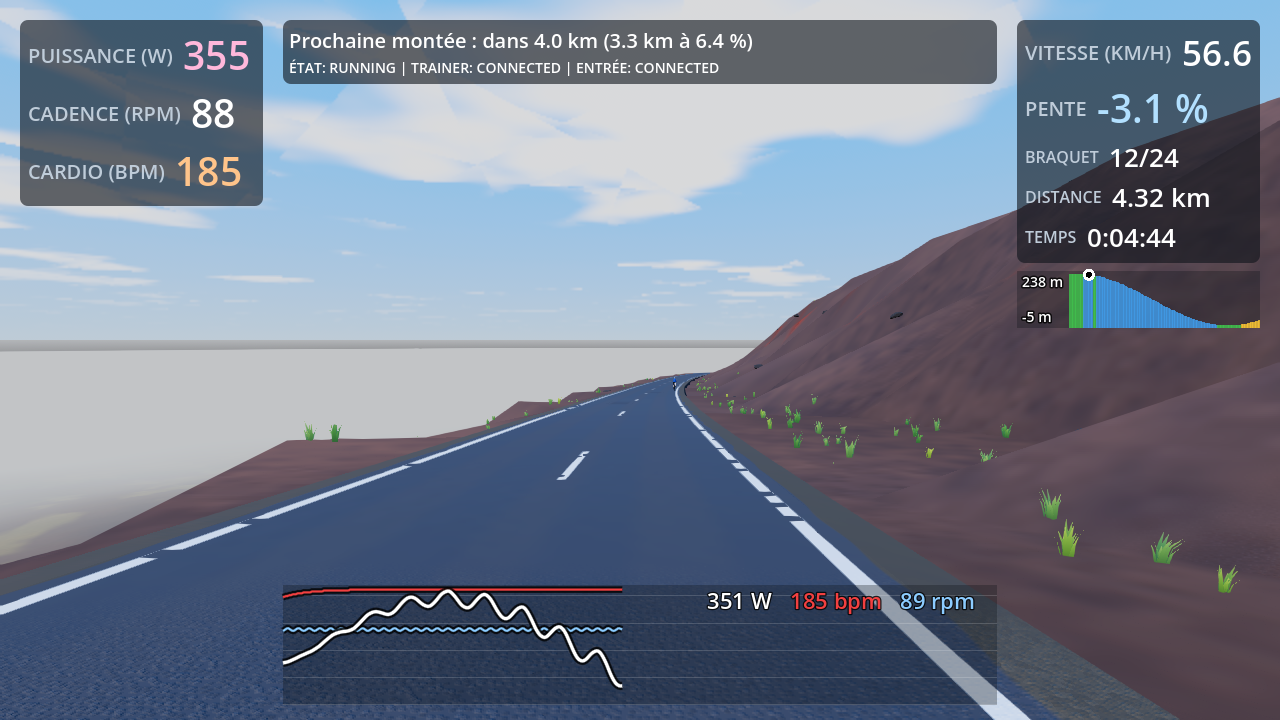 PUISSANCE (W) 355
CADENCE (RPM) 88
CARDIO (BPM) 185
Prochaine montée : dans 4.0 km (3.3 km à 6.4 %)
ÉTAT: RUNNING | TRAINER: CONNECTED | ENTRÉE: CONNECTED
VITESSE (KM/H) 56.6
PENTE -3.1 %
BRAQUET 12/24
DISTANCE 4.32 km
TEMPS 0:04:44
238 m
-5 m
351 W 185 bpm 89 rpm